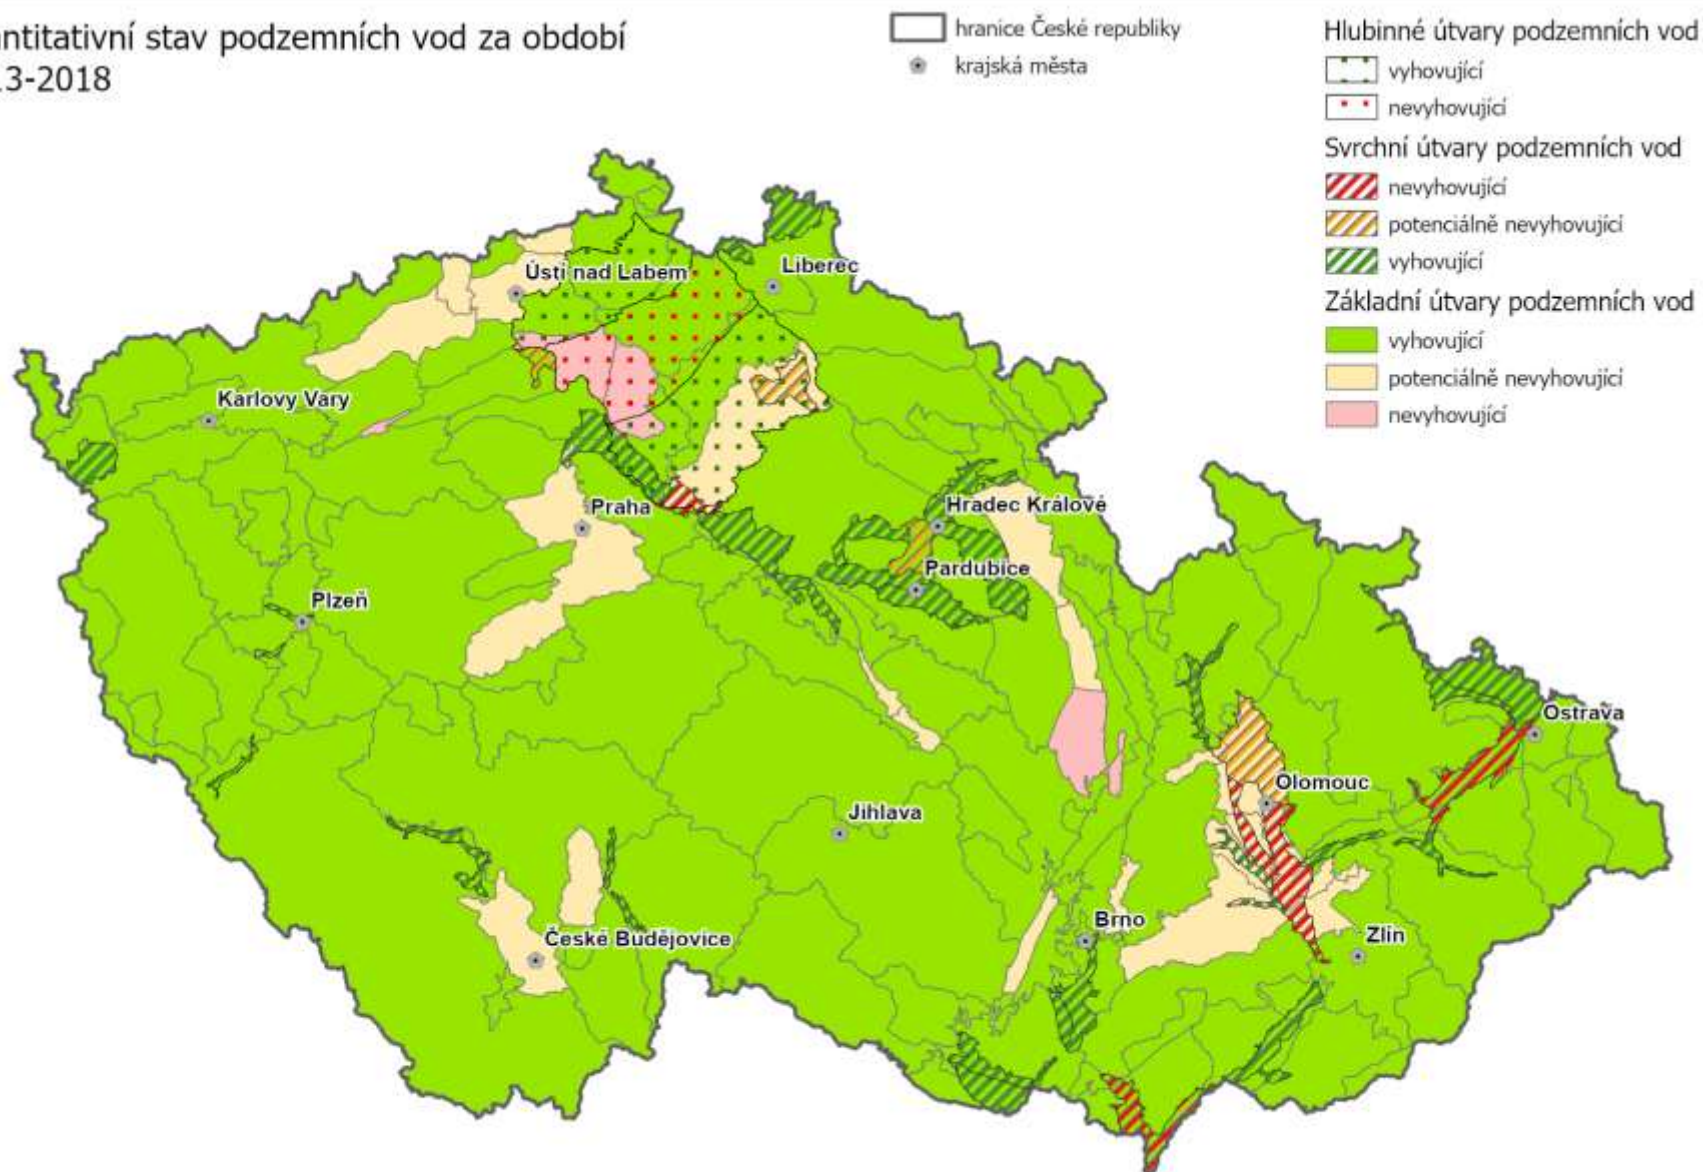 ntitativní stav podzemních vod za období
13-2018
hranice České republiky
krajská města
Hlubinné útvary podzemních vod
vyhovující
nevyhovující
Svrchní útvary podzemních vod
nevyhovující
potenciálně nevyhovující
vyhovující
Základní útvary podzemních vod
vyhovující
potenciálně nevyhovující
nevyhovující
Ústí nad Labem
Liberec
Karlovy Vary
Praha
Hradec Králové
Pardubice
Plzeň
Ostrava
Olomouc
Jihlava
Brno
Zlín
České Budějovice